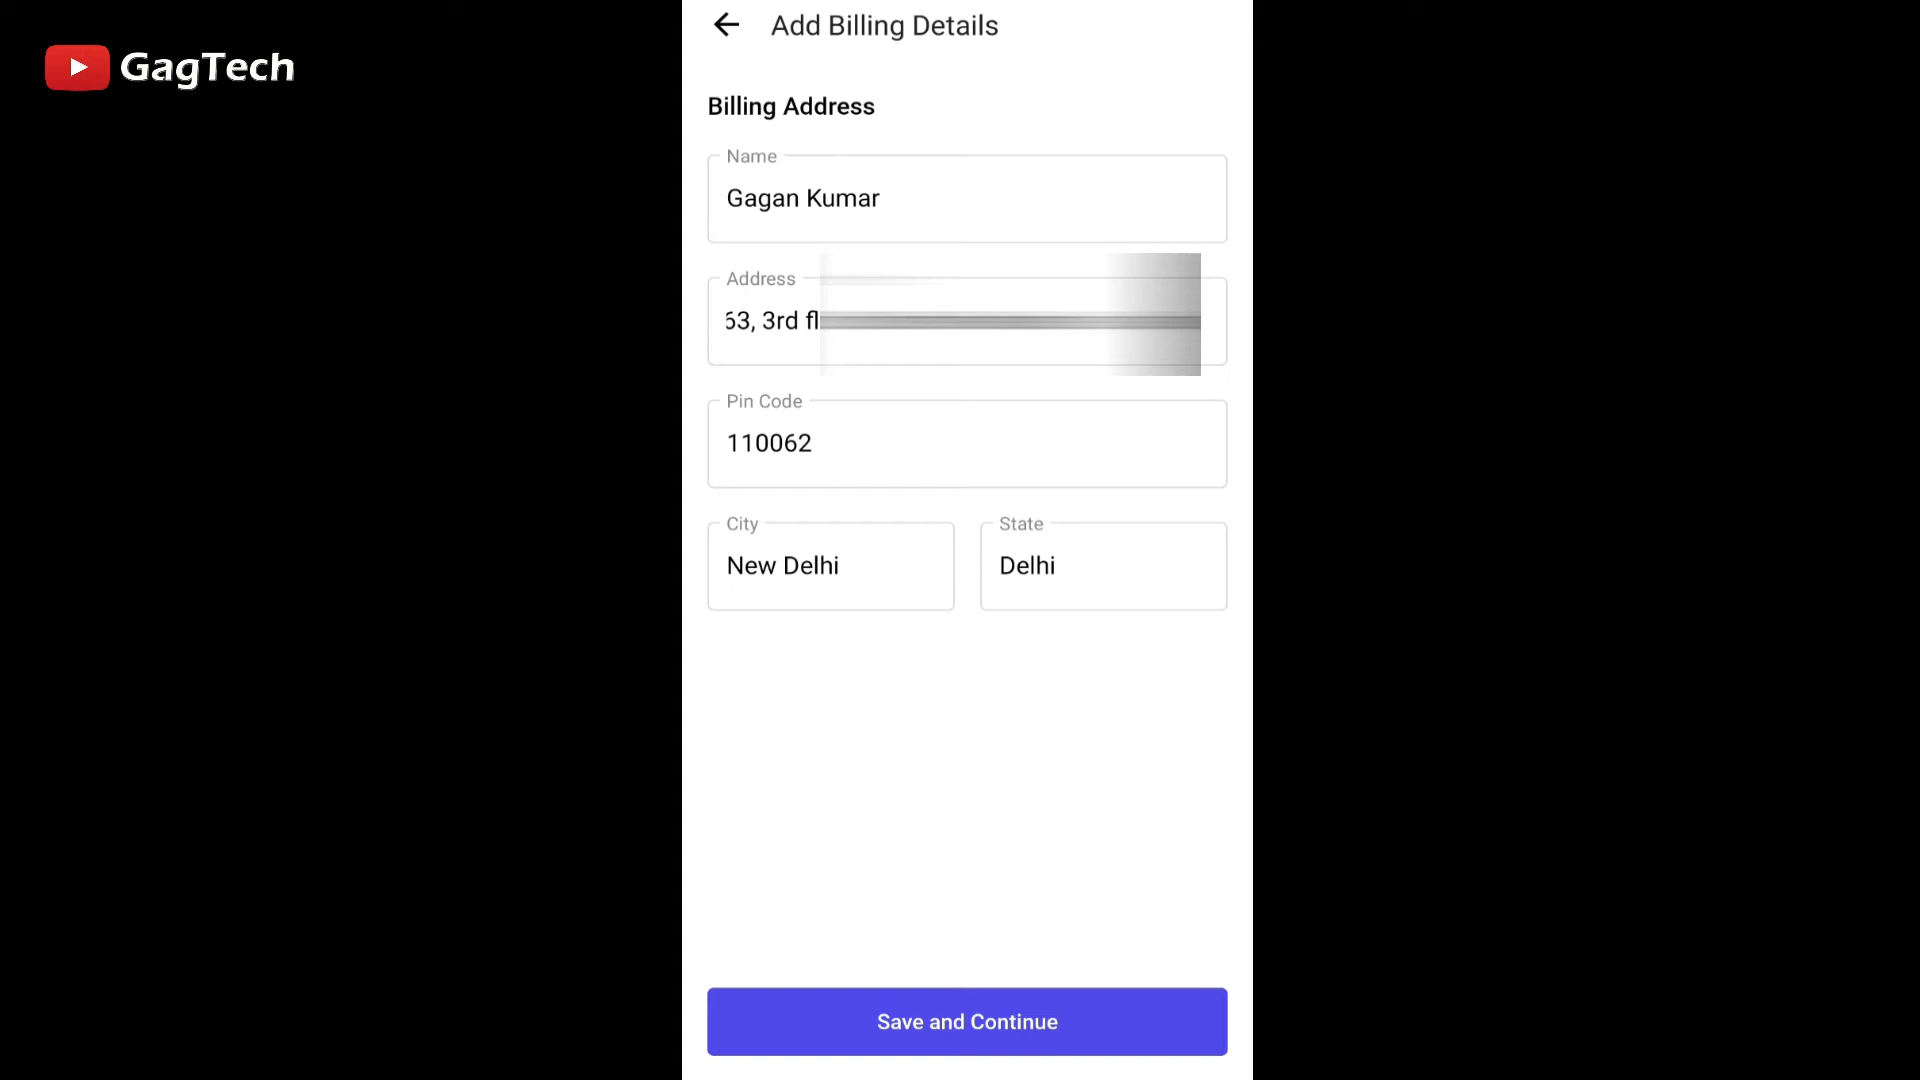 GagTech
Add Billing Details
Billing Address
Name
Gagan Kumar
Address
63, 3rd fl
Pin Code
110062
City
New Delhi
State
Delhi
Save and Continue